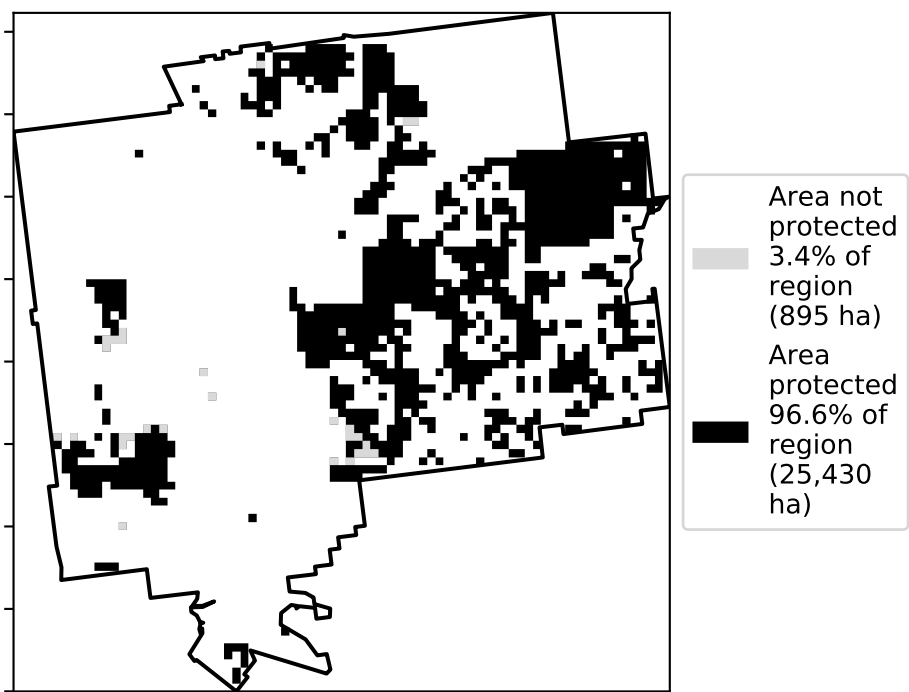 Area not
protected
3.4% of
region
(895 ha)
Area
protected
96.6% of
region
(25,430
ha)